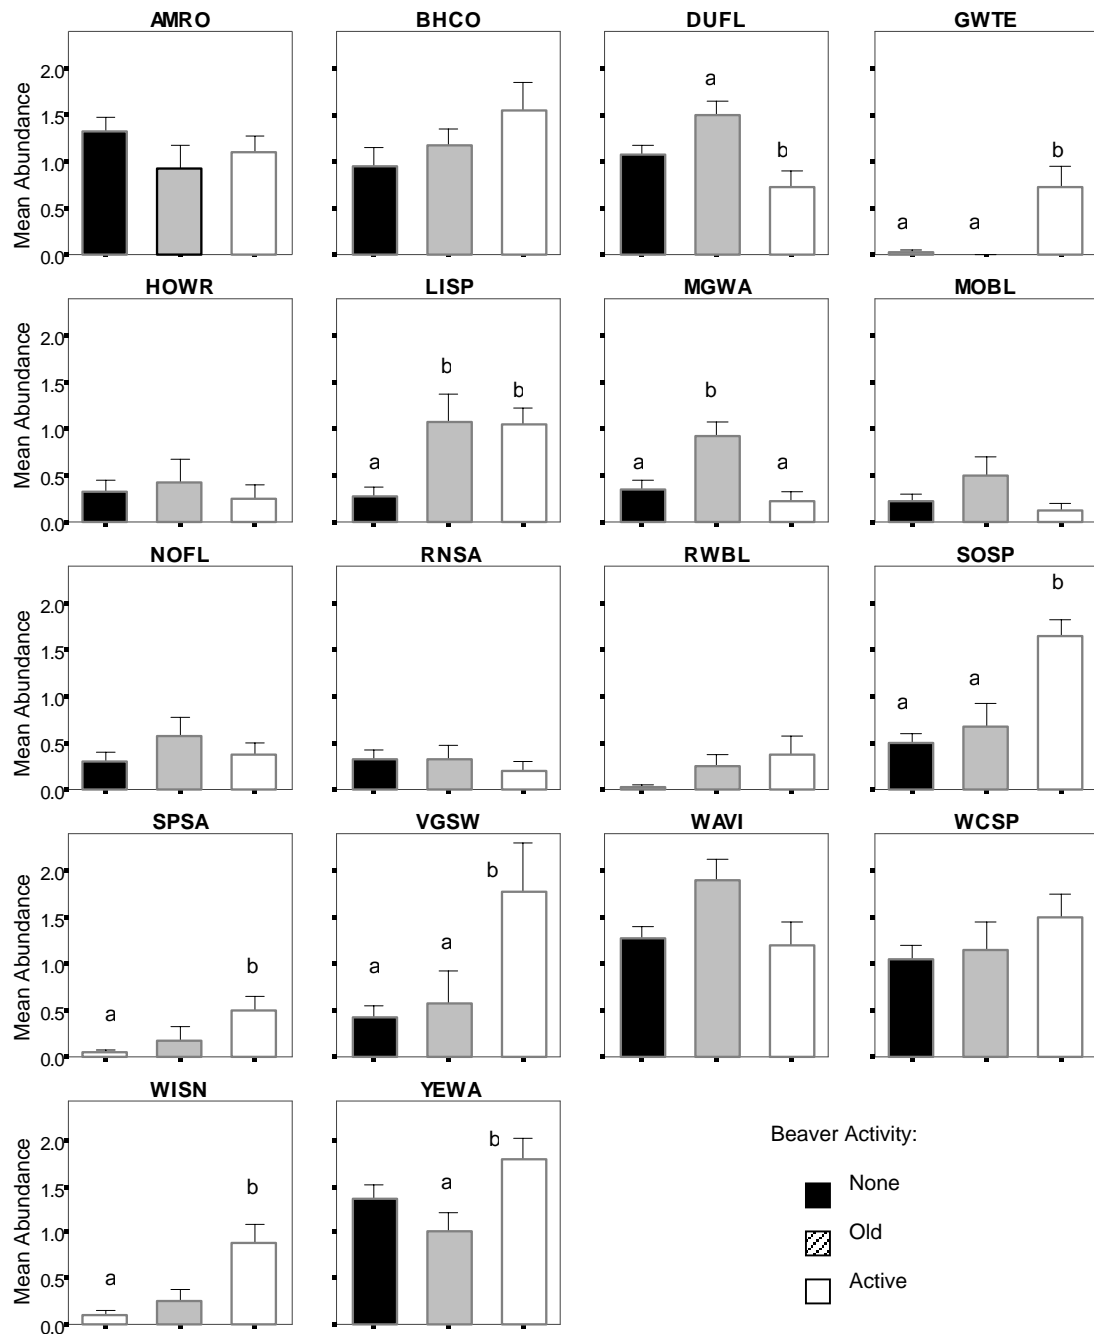 AMRO BHCO DUFL GWTE
Mean Abundance
2.0
1.5
1.0
0.5
0.0
a
b
a
a
b
HOWR LISP MGWA MOBL
Mean Abundance
2.0
1.5
1.0
0.5
0.0
a
b
b
a
b
a
NOFL RNSA RWBL SOSP
Mean Abundance
2.0
1.5
1.0
0.5
0.0
a
a
b
SPSA VGSW WAVI WCSP
Mean Abundance
2.0
1.5
1.0
0.5
0.0
a
b
a
a
b
WISN YEWA
Mean Abundance
2.0
1.5
1.0
0.5
0.0
a
b
a
b
Beaver Activity:
None
Old
Active